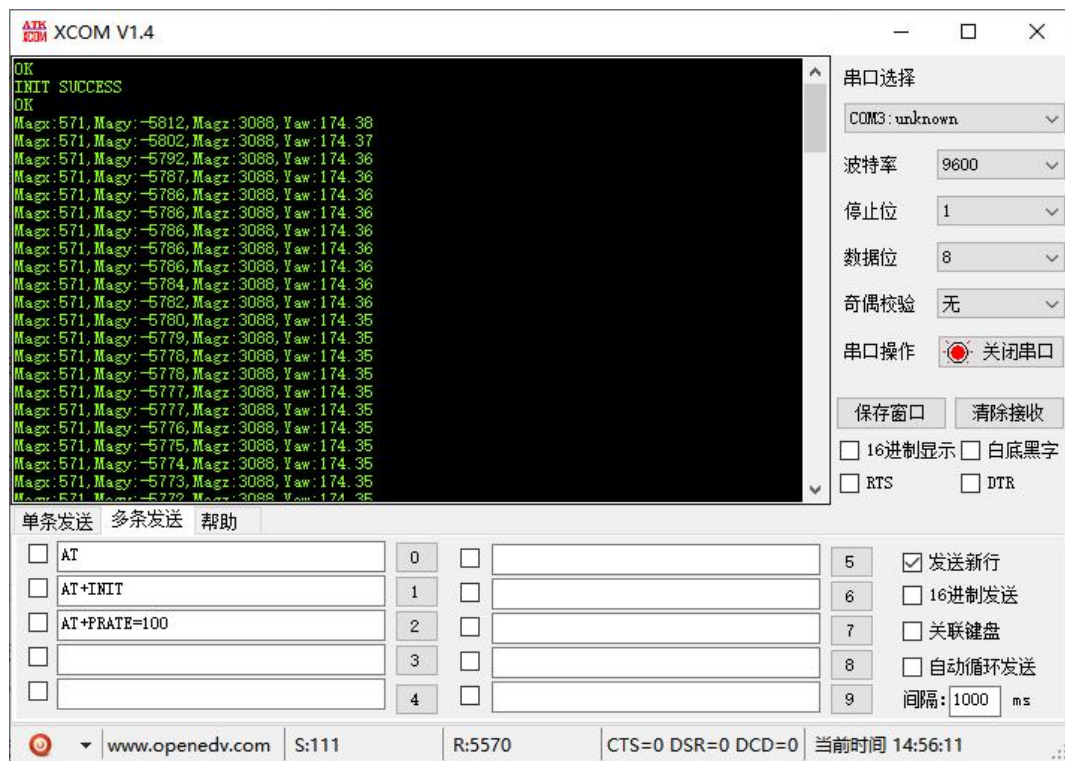 ATK XCOM XCOM V1.4
OK
INIT SUCCESS
OK
Magx:571,Magy:-5812,Magz:3088,Yaw:174.38
Magx:571,Magy:-5802,Magz:3088,Yaw:174.37
Magx:571,Magy:-5792,Magz:3088,Yaw:174.36
Magx:571,Magy:-5787,Magz:3088,Yaw:174.36
Magx:571,Magy:-5786,Magz:3088,Yaw:174.36
Magx:571,Magy:-5786,Magz:3088,Yaw:174.36
Magx:571,Magy:-5786,Magz:3088,Yaw:174.36
Magx:571,Magy:-5786,Magz:3088,Yaw:174.36
Magx:571,Magy:-5786,Magz:3088,Yaw:174.36
Magx:571,Magy:-5784,Magz:3088,Yaw:174.36
Magx:571,Magy:-5782,Magz:3088,Yaw:174.36
Magx:571,Magy:-5780,Magz:3088,Yaw:174.35
Magx:571,Magy:-5779,Magz:3088,Yaw:174.35
Magx:571,Magy:-5778,Magz:3088,Yaw:174.35
Magx:571,Magy:-5778,Magz:3088,Yaw:174.35
Magx:571,Magy:-5777,Magz:3088,Yaw:174.35
Magx:571,Magy:-5777,Magz:3088,Yaw:174.35
Magx:571,Magy:-5776,Magz:3088,Yaw:174.35
Magx:571,Magy:-5775,Magz:3088,Yaw:174.35
Magx:571,Magy:-5774,Magz:3088,Yaw:174.35
Magx:571,Magy:-5773,Magz:3088,Yaw:174.35
Magx:571,Magy:-5772,Magz:3088,Yaw:174.35
串口选择
COM3:unknown
波特率 9600
停止位 1
数据位 8
奇偶校验 无
串口操作 关闭串口
保存窗口 清除接收
16进制显示 白底黑字
RTS DTR
单条发送 多条发送 帮助
AT 0 5 发送新行
AT+INIT 1 6 16进制发送
AT+PRATE=100 2 7 关联键盘
3 8 自动循环发送
4 9 间隔: 1000 ms
www.openedv.com S:111 R:5570 CTS=0 DSR=0 DCD=0 当前时间 14:56:11